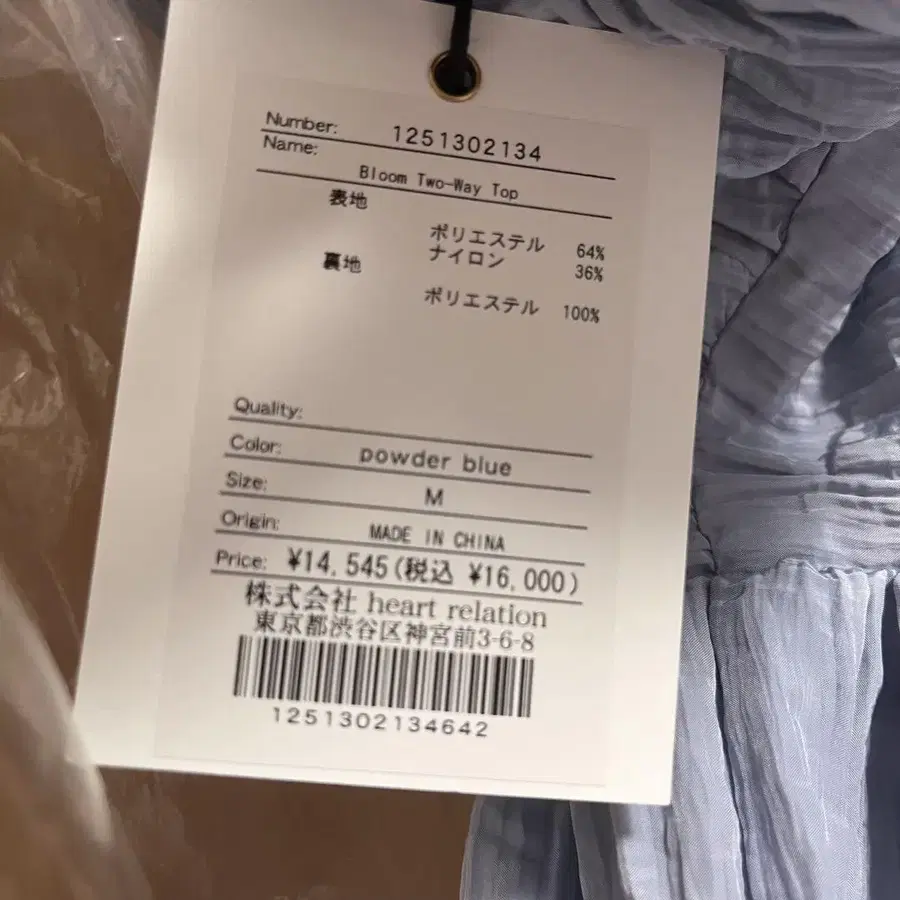 Number: 1251302134
Name:
Bloom Two-Way Top
表地
ポリエステル 64%
ナイロン 36%
裏地
ポリエステル 100%
Quality:
Color: powder blue
Size: M
Origin: MADE IN CHINA
Price: ¥14,545(税込 ¥16,000)
株式会社 heart relation
東京都渋谷区神宮前3-6-8
1251302134642